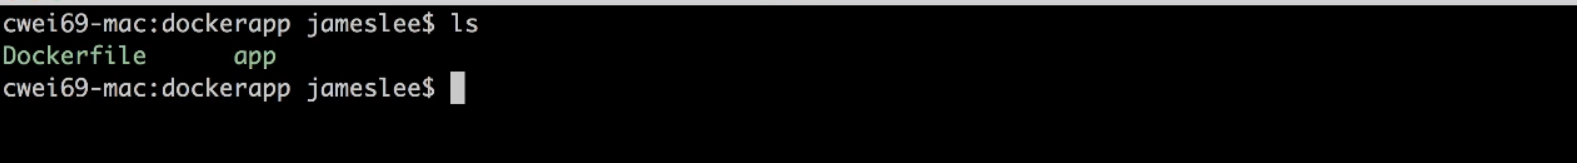 cwei69-mac:dockerapp jameslee$ ls
Dockerfile      app
cwei69-mac:dockerapp jameslee$